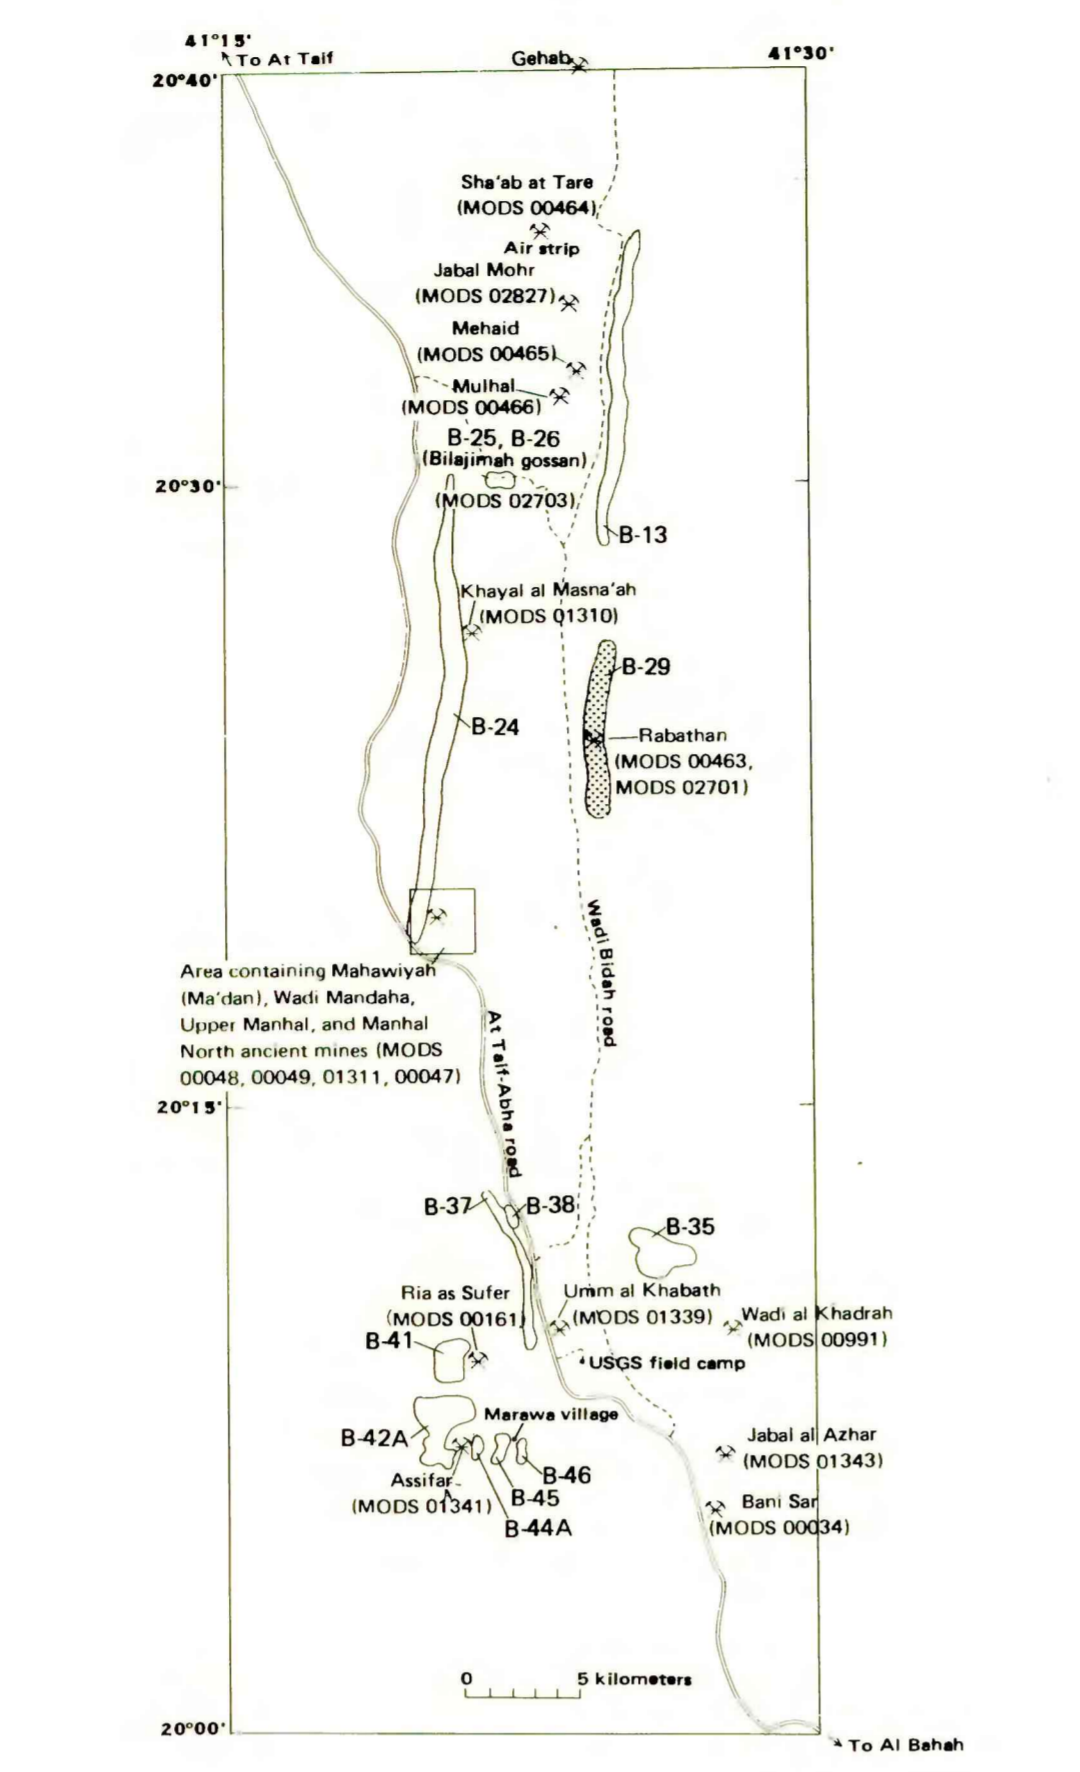 41°15'
To At Taif
Gehab
41°30'
20°40'
Sha'ab at Tare
(MODS 00464)
Air strip
Jabal Mohr
(MODS 02827)
Mehaid
(MODS 00465)
Mulhal
(MODS 00466)
B-25, B-26
(Bilajimah gossan)
20°30'
(MODS 02703)
B-13
Khayal al Masna'ah
(MODS 01310)
B-29
B-24
Rabathan
(MODS 00463,
MODS 02701)
Wadi Bidah road
Area containing Mahawiyah
(Ma'dan), Wadi Mandaha,
Upper Manhal, and Manhal
North ancient mines (MODS
00048, 00049, 01311, 00047)
At Taif-Abha road
20°15'
B-37
B-38
B-35
Ria as Sufer
(MODS 00161)
Umm al Khabath
(MODS 01339)
Wadi al Khadrah
(MODS 00991)
B-41
USGS field camp
Marawa village
B-42A
Jabal al Azhar
(MODS 01343)
Assifar
(MODS 01341)
B-46
B-45
B-44A
Bani Sar
(MODS 00034)
0 5 kilometers
20°00'
To Al Bahah